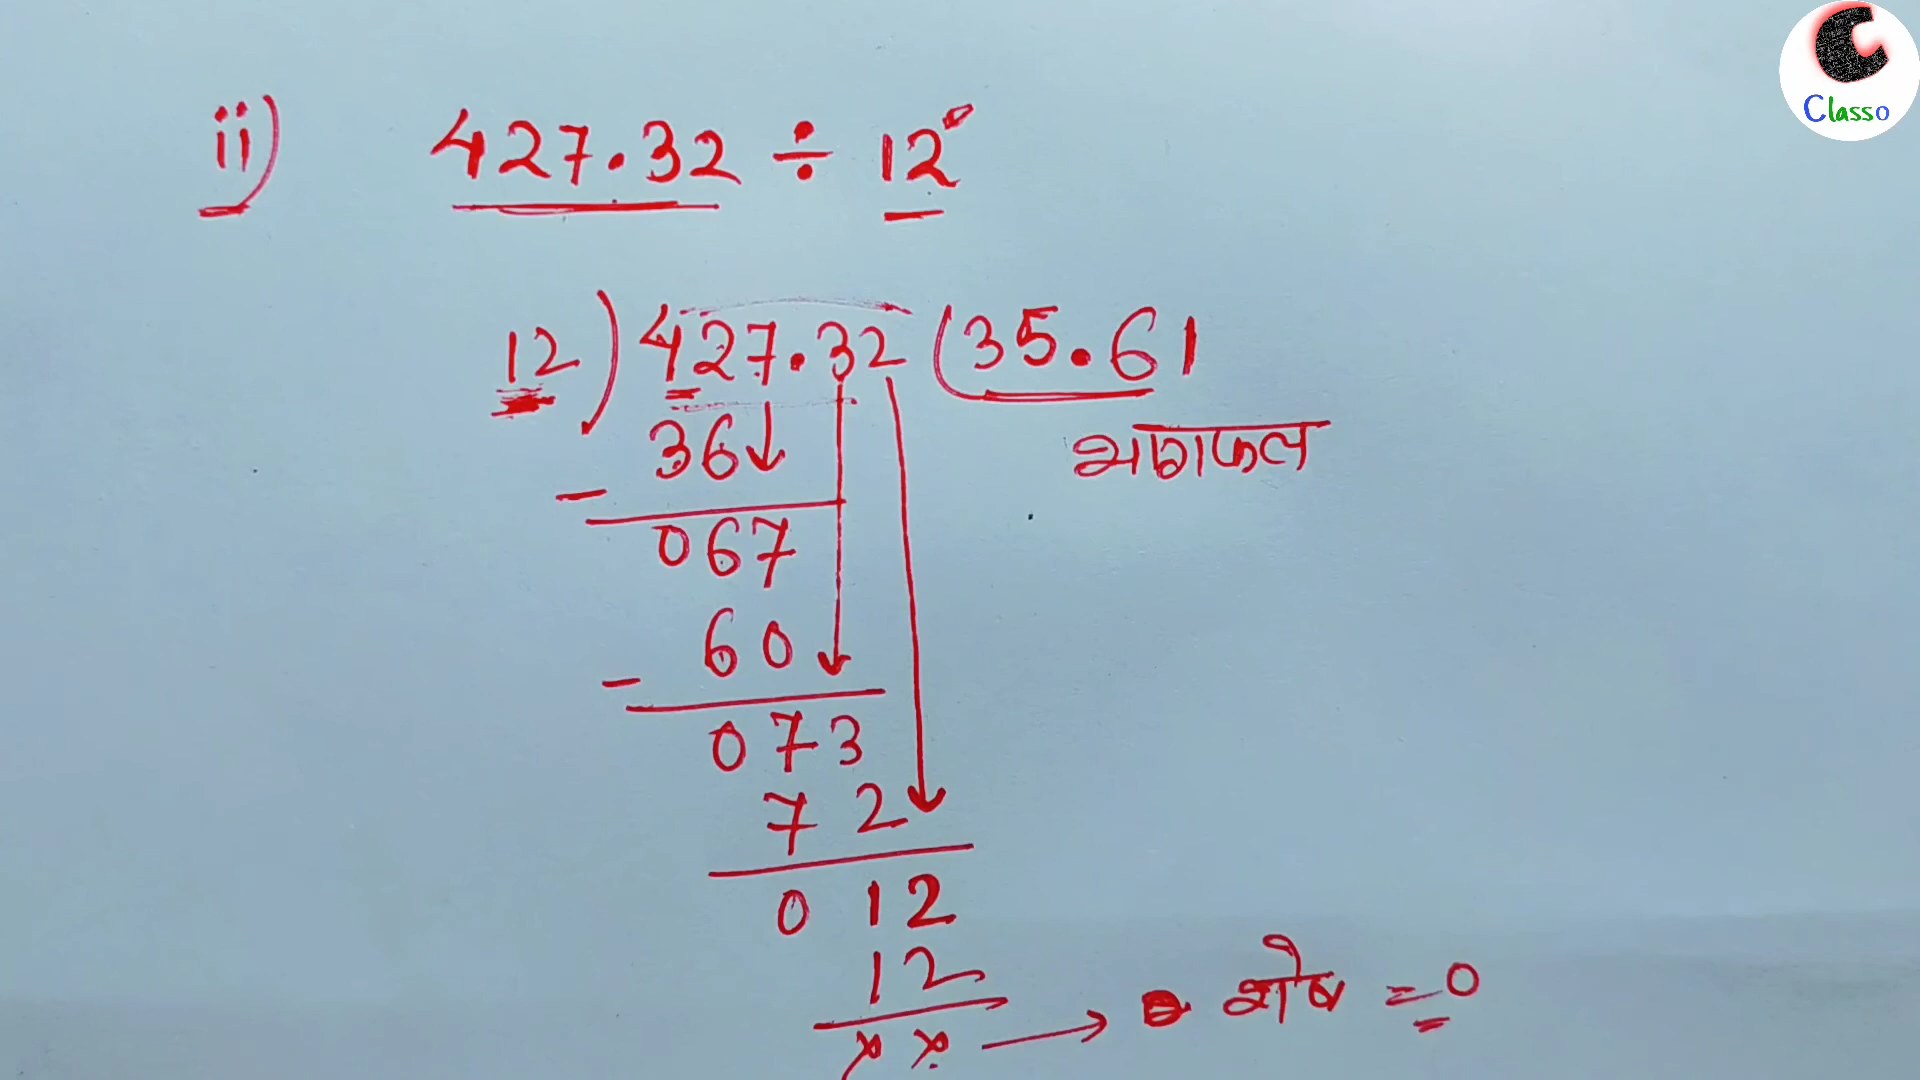 C
Classo
ii) 427.32 ÷ 12
12) 427.32 (35.61
भागफल
36
-
067
60
-
073
72
012
12
xx → शेष = 0